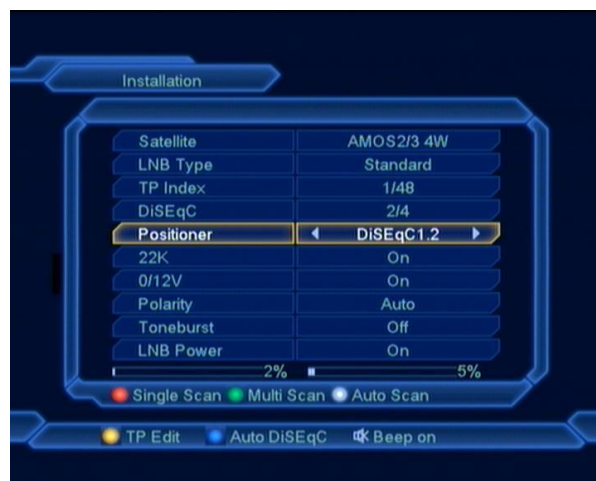 Installation
Satellite AMOS2/3 4W
LNB Type Standard
TP Index 1/48
DiSEqC 2/4
Positioner DiSEqC1.2
22K On
0/12V On
Polarity Auto
Toneburst Off
LNB Power On
2% 5%
Single Scan Multi Scan Auto Scan
TP Edit Auto DiSEqC Beep on